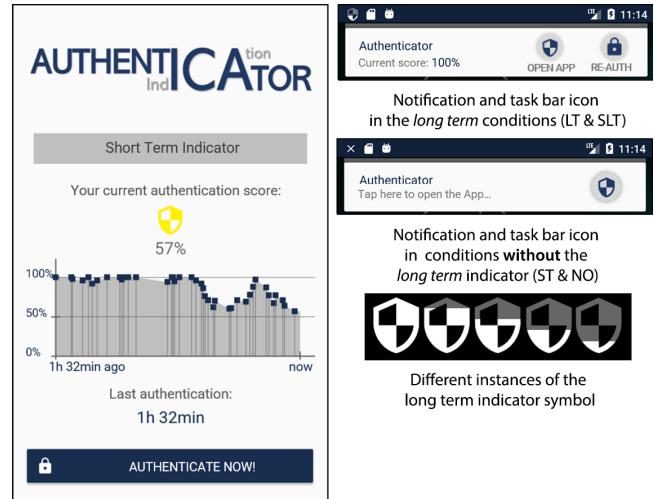 AUTHENTICAtion
IndICATOR
Short Term Indicator
Your current authentication score:
57%
100%
50%
0%
1h 32min ago now
Last authentication:
1h 32min
AUTHENTICATE NOW!
LTE 11:14
Authenticator
Current score: 100%
OPEN APP RE-AUTH
Notification and task bar icon
in the long term conditions (LT & SLT)
LTE 11:14
Authenticator
Tap here to open the App...
Notification and task bar icon
in conditions without the
long term indicator (ST & NO)
Different instances of the
long term indicator symbol